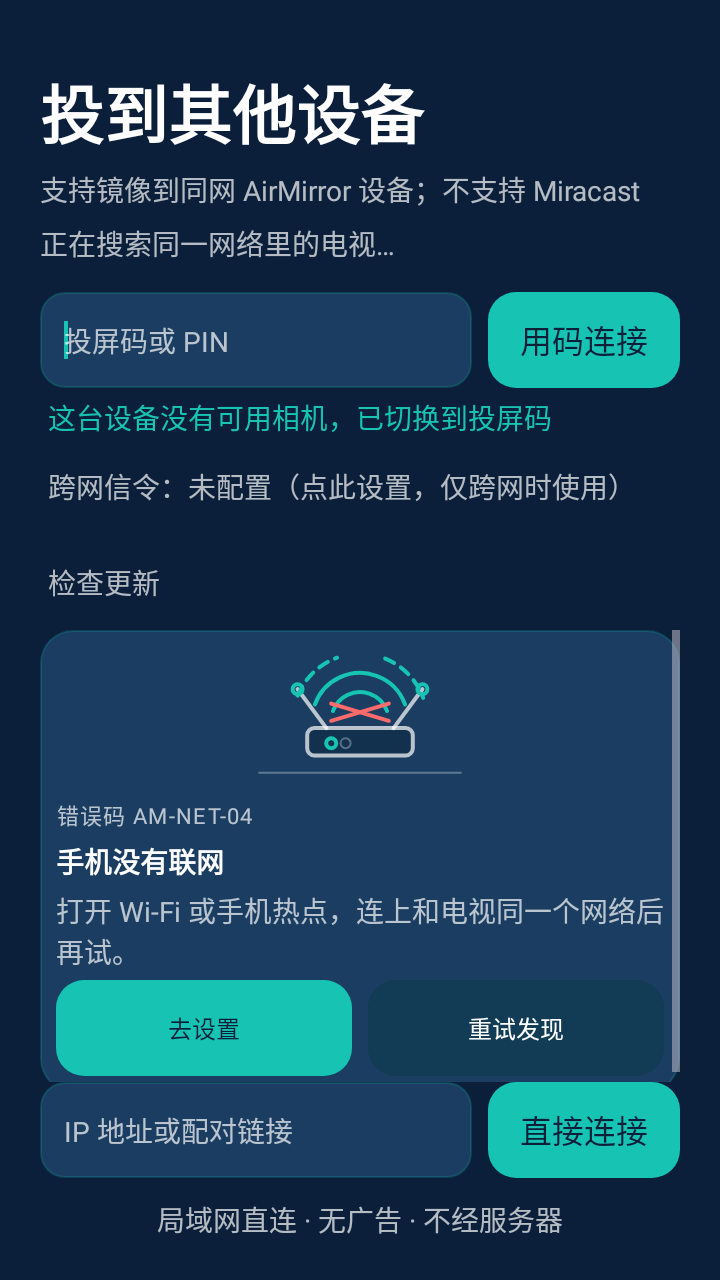 投到其他设备
支持镜像到同网 AirMirror 设备；不支持 Miracast
正在搜索同一网络里的电视...
投屏码或 PIN
用码连接
这台设备没有可用相机，已切换到投屏码
跨网信令：未配置（点此设置，仅跨网时使用）
检查更新
错误码 AM-NET-04
手机没有联网
打开 Wi-Fi 或手机热点，连上和电视同一个网络后
再试。
去设置
重试发现
IP 地址或配对链接
直接连接
局域网直连 · 无广告 · 不经服务器